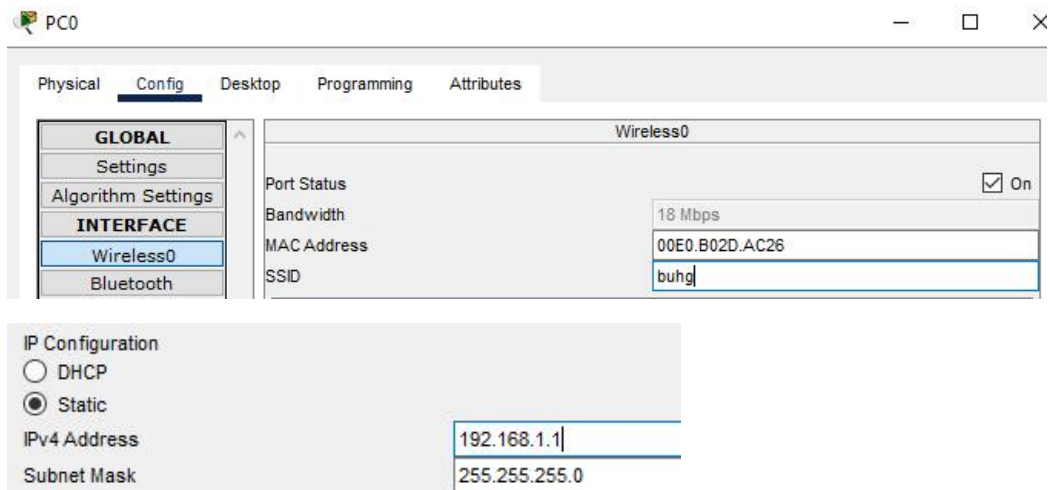 PC0
Physical Config Desktop Programming Attributes
GLOBAL
Settings
Algorithm Settings
INTERFACE
Wireless0
Bluetooth
Wireless0
Port Status On
Bandwidth 18 Mbps
MAC Address 00E0.B02D.AC26
SSID buhg
IP Configuration
DHCP
Static
IPv4 Address 192.168.1.1
Subnet Mask 255.255.255.0